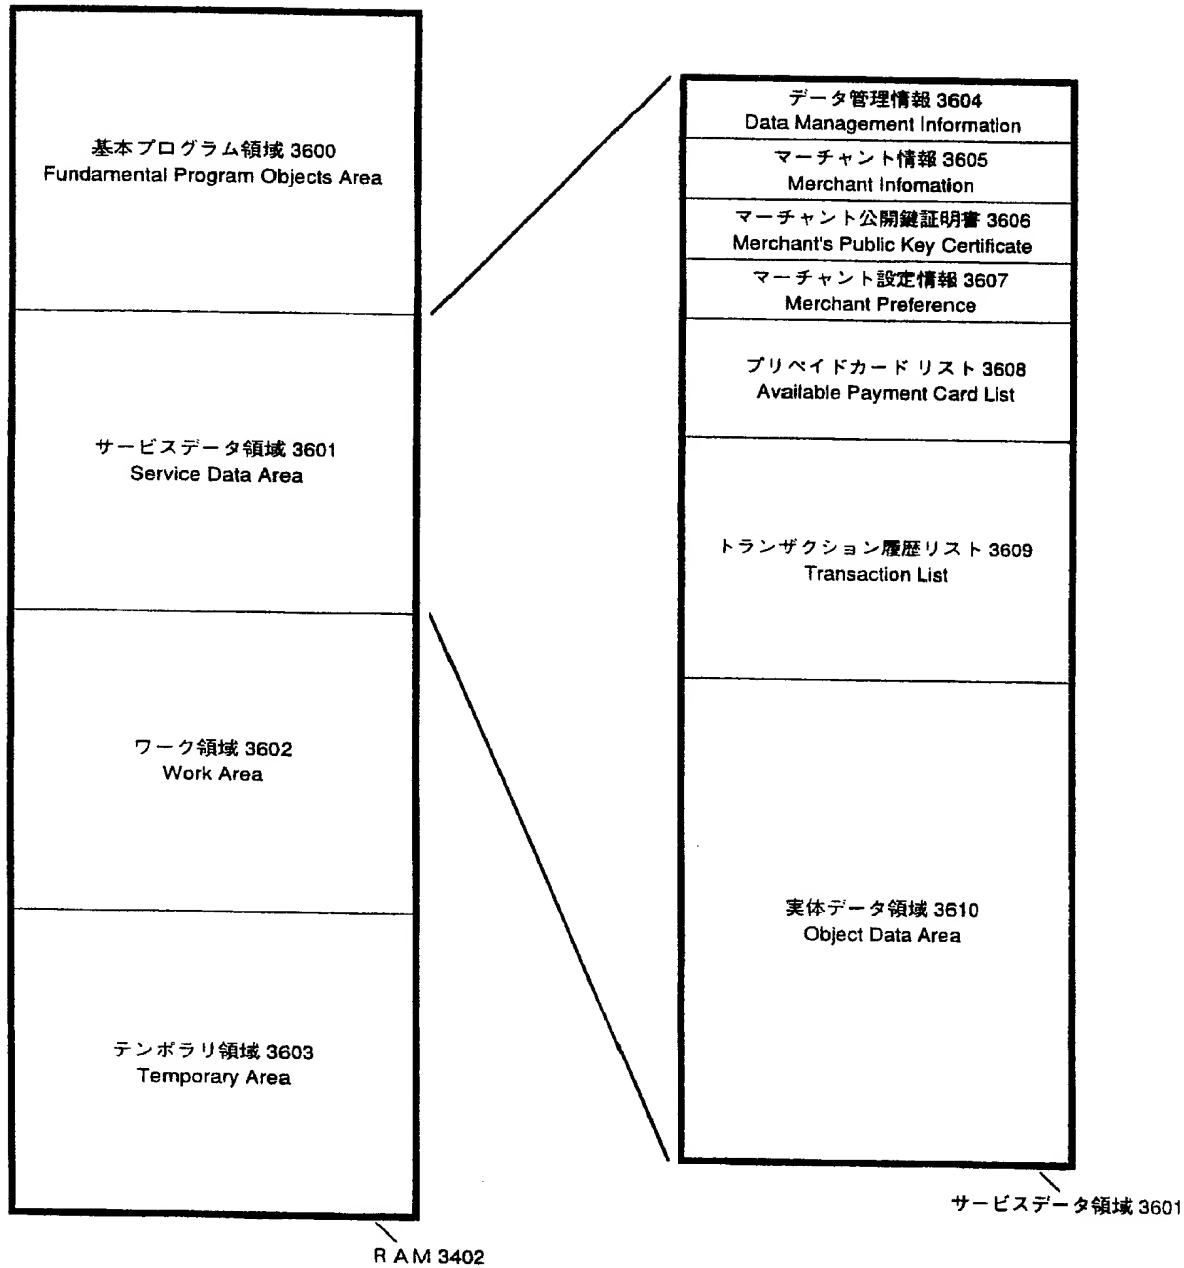 基本プログラム領域 3600
Fundamental Program Objects Area
サービスデータ領域 3601
Service Data Area
ワーク領域 3602
Work Area
テンポラリ領域 3603
Temporary Area
RAM 3402
データ管理情報 3604
Data Management Information
マーチャント情報 3605
Merchant Infomation
マーチャント公開鍵証明書 3606
Merchant's Public Key Certificate
マーチャント設定情報 3607
Merchant Preference
プリペイドカード リスト 3608
Available Payment Card List
トランザクション履歴リスト 3609
Transaction List
実体データ領域 3610
Object Data Area
サービスデータ領域 3601